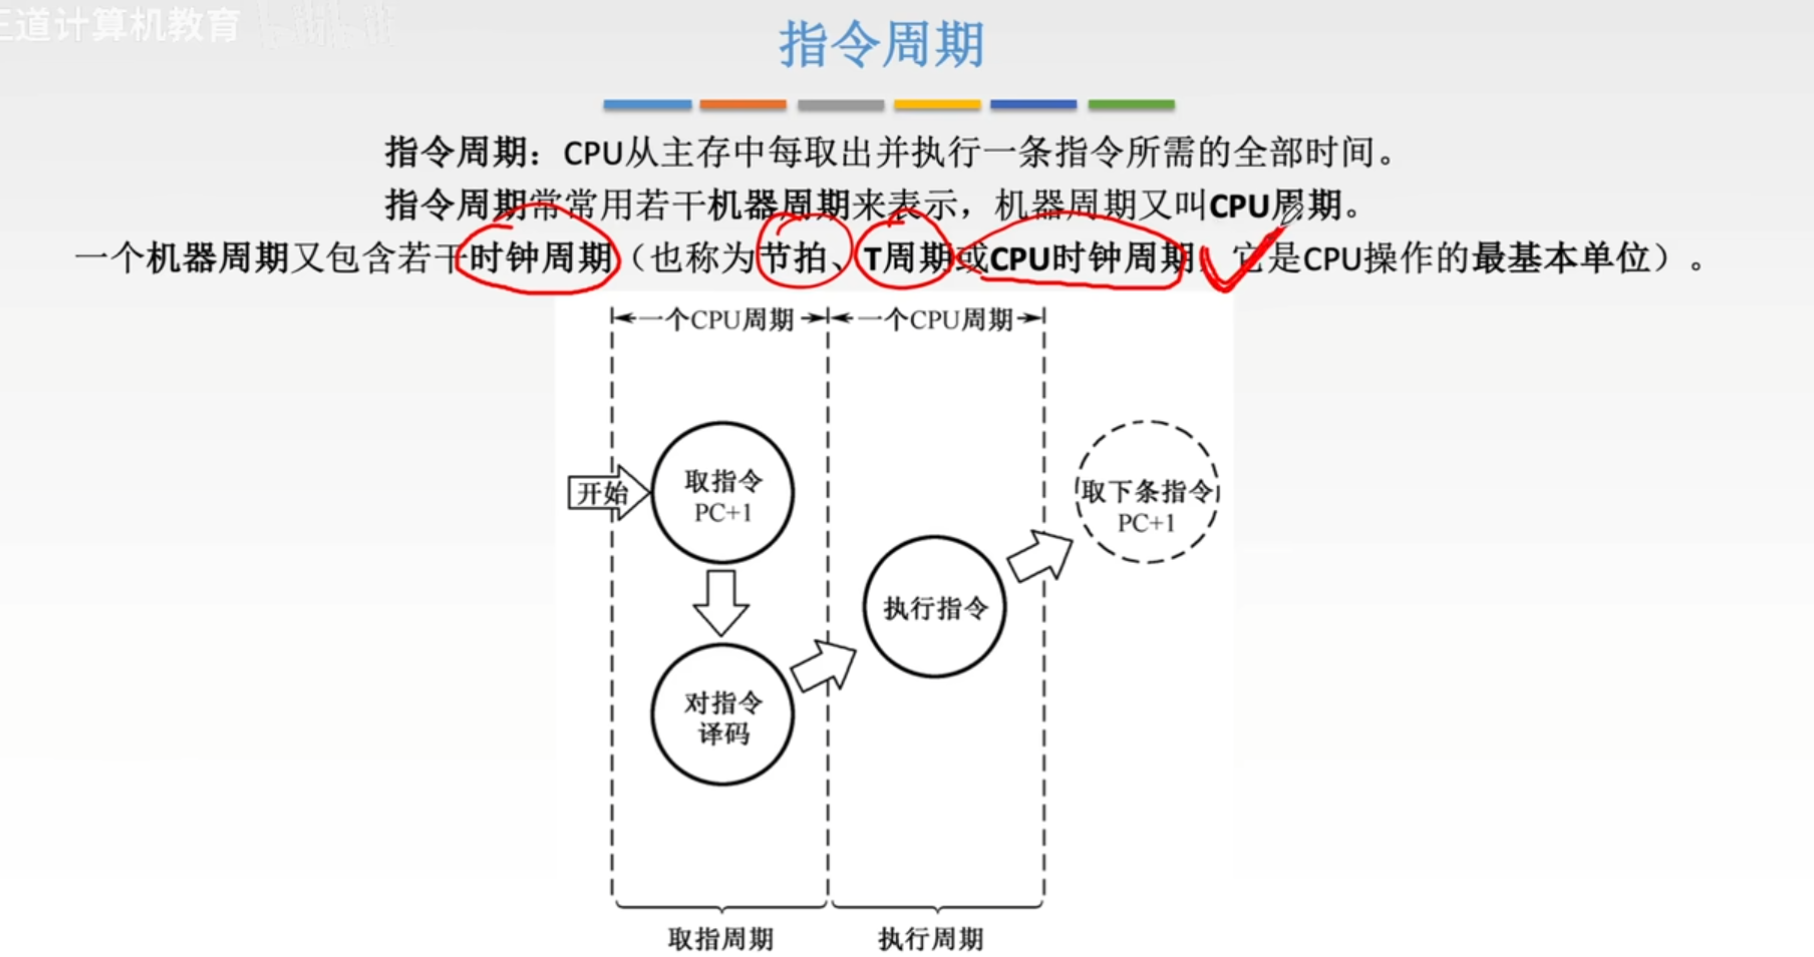 王道计算机教育
指令周期
指令周期：CPU从主存中每取出并执行一条指令所需的全部时间。
指令周期常常用若干机器周期来表示，机器周期又叫CPU周期。
一个机器周期又包含若干时钟周期（也称为节拍、T周期或CPU时钟周期，它是CPU操作的最基本单位）。
一个CPU周期
一个CPU周期
开始
取指令
PC+1
对指令
译码
执行指令
取下条指令
PC+1
取指周期
执行周期